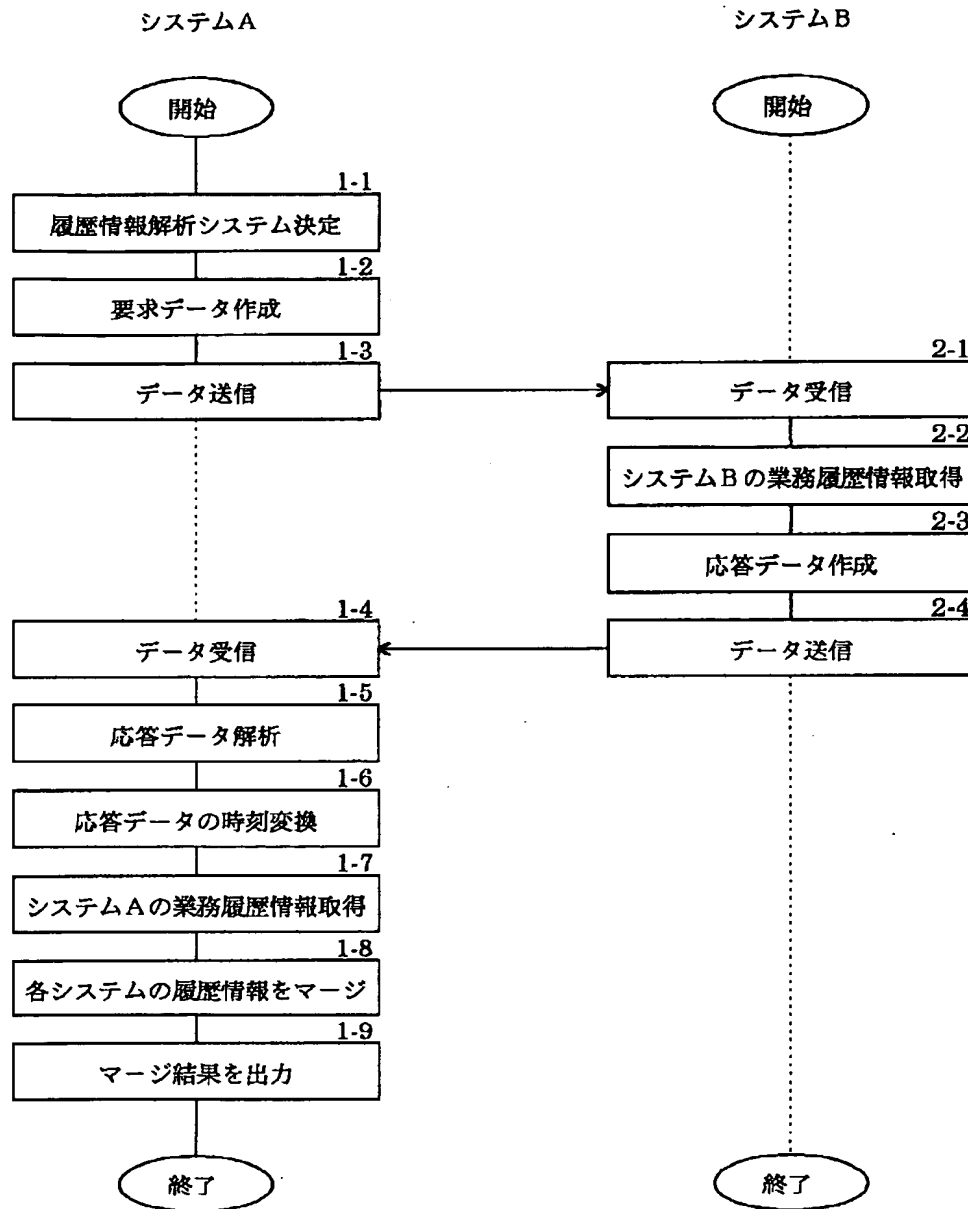 システムA
システムB
開始
開始
1-1
履歴情報解析システム決定
1-2
要求データ作成
1-3
データ送信
2-1
データ受信
2-2
システムBの業務履歴情報取得
2-3
応答データ作成
2-4
データ送信
1-4
データ受信
1-5
応答データ解析
1-6
応答データの時刻変換
1-7
システムAの業務履歴情報取得
1-8
各システムの履歴情報をマージ
1-9
マージ結果を出力
終了
終了